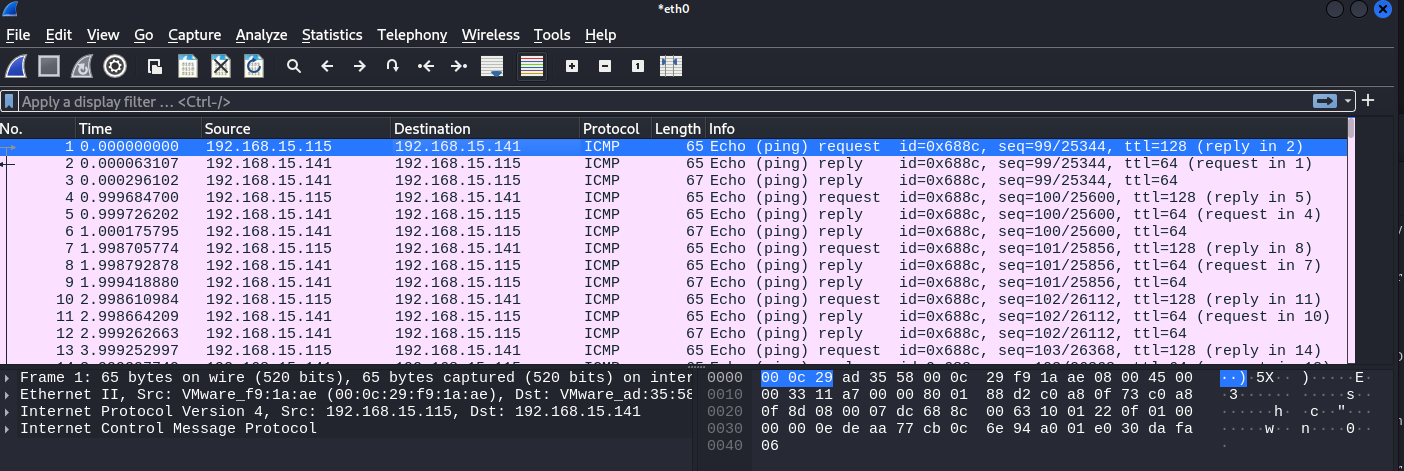 *eth0
File Edit View Go Capture Analyze Statistics Telephony Wireless Tools Help
Apply a display filter ... <Ctrl-/>
No. Time Source Destination Protocol Length Info
1 0.000000000 192.168.15.115 192.168.15.141 ICMP 65 Echo (ping) request id=0x688c, seq=99/25344, ttl=128 (reply in 2)
2 0.000063107 192.168.15.141 192.168.15.115 ICMP 65 Echo (ping) reply id=0x688c, seq=99/25344, ttl=64 (request in 1)
3 0.000296102 192.168.15.141 192.168.15.115 ICMP 67 Echo (ping) reply id=0x688c, seq=99/25344, ttl=64
4 0.999684700 192.168.15.115 192.168.15.141 ICMP 65 Echo (ping) request id=0x688c, seq=100/25600, ttl=128 (reply in 5)
5 0.999726202 192.168.15.141 192.168.15.115 ICMP 65 Echo (ping) reply id=0x688c, seq=100/25600, ttl=64 (request in 4)
6 1.000175795 192.168.15.141 192.168.15.115 ICMP 67 Echo (ping) reply id=0x688c, seq=100/25600, ttl=64
7 1.998705774 192.168.15.115 192.168.15.141 ICMP 65 Echo (ping) request id=0x688c, seq=101/25856, ttl=128 (reply in 8)
8 1.998792878 192.168.15.141 192.168.15.115 ICMP 65 Echo (ping) reply id=0x688c, seq=101/25856, ttl=64 (request in 7)
9 1.999418880 192.168.15.141 192.168.15.115 ICMP 67 Echo (ping) reply id=0x688c, seq=101/25856, ttl=64
10 2.998610984 192.168.15.115 192.168.15.141 ICMP 65 Echo (ping) request id=0x688c, seq=102/26112, ttl=128 (reply in 11)
11 2.998664209 192.168.15.141 192.168.15.115 ICMP 65 Echo (ping) reply id=0x688c, seq=102/26112, ttl=64 (request in 10)
12 2.999262663 192.168.15.141 192.168.15.115 ICMP 67 Echo (ping) reply id=0x688c, seq=102/26112, ttl=64
13 3.999252997 192.168.15.115 192.168.15.141 ICMP 65 Echo (ping) request id=0x688c, seq=103/26368, ttl=128 (reply in 14)
Frame 1: 65 bytes on wire (520 bits), 65 bytes captured (520 bits) on inter
Ethernet II, Src: VMware_f9:1a:ae (00:0c:29:f9:1a:ae), Dst: VMware_ad:35:58
Internet Protocol Version 4, Src: 192.168.15.115, Dst: 192.168.15.141
Internet Control Message Protocol
0000 00 0c 29 ad 35 58 00 0c 29 f9 1a ae 08 00 45 00 ··)·5X·· )·····E·
0010 00 33 11 a7 00 00 80 01 88 d2 c0 a8 0f 73 c0 a8 ·3······ ·····s··
0020 0f 8d 08 00 07 dc 68 8c 00 63 10 01 22 0f 01 00 ······h· ·c··"···
0030 00 00 0e de aa 77 cb 0c 6e 94 a0 01 e0 30 da fa ·····w·· n····0··
0040 06 ·